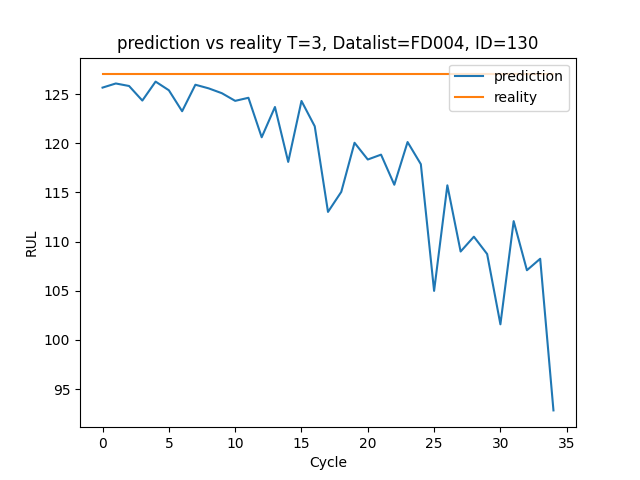 prediction vs reality T=3, Datalist=FD004, ID=130
prediction
reality
RUL
125
120
115
110
105
100
95
0 5 10 15 20 25 30 35
Cycle